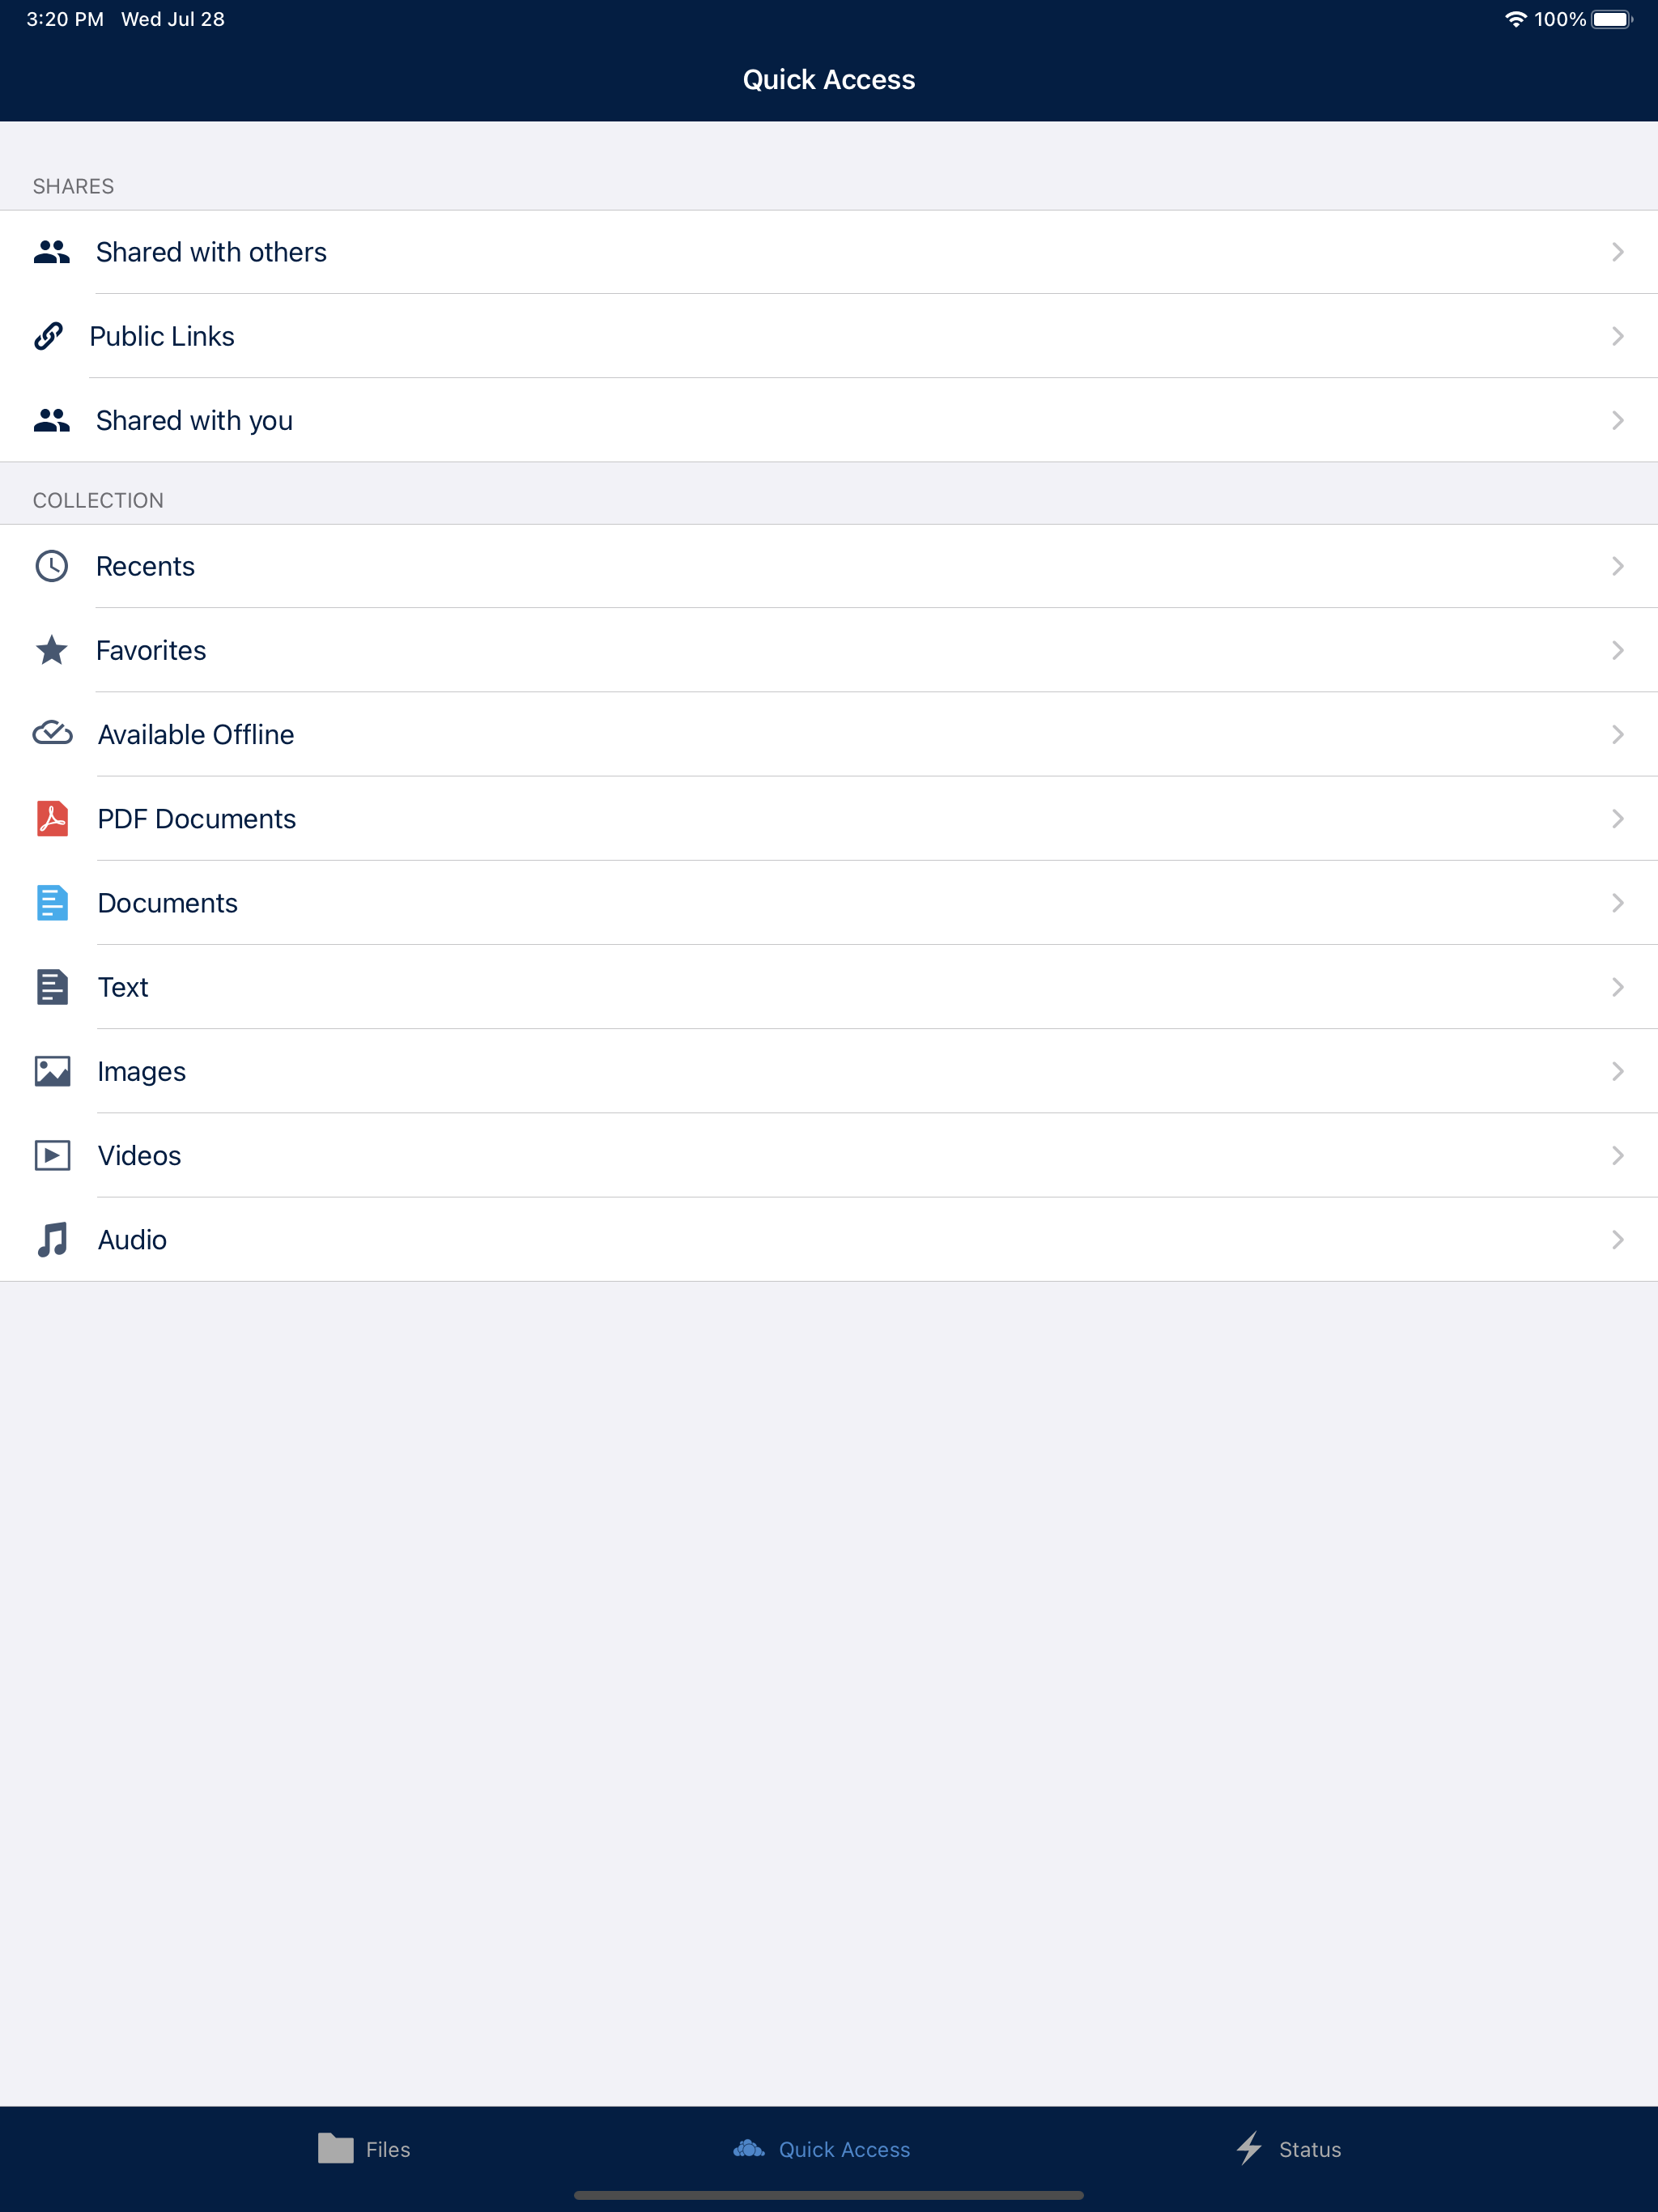 3:20 PM Wed Jul 28 100%
Quick Access
SHARES
Shared with others
Public Links
Shared with you
COLLECTION
Recents
Favorites
Available Offline
PDF Documents
Documents
Text
Images
Videos
Audio
Files Quick Access Status